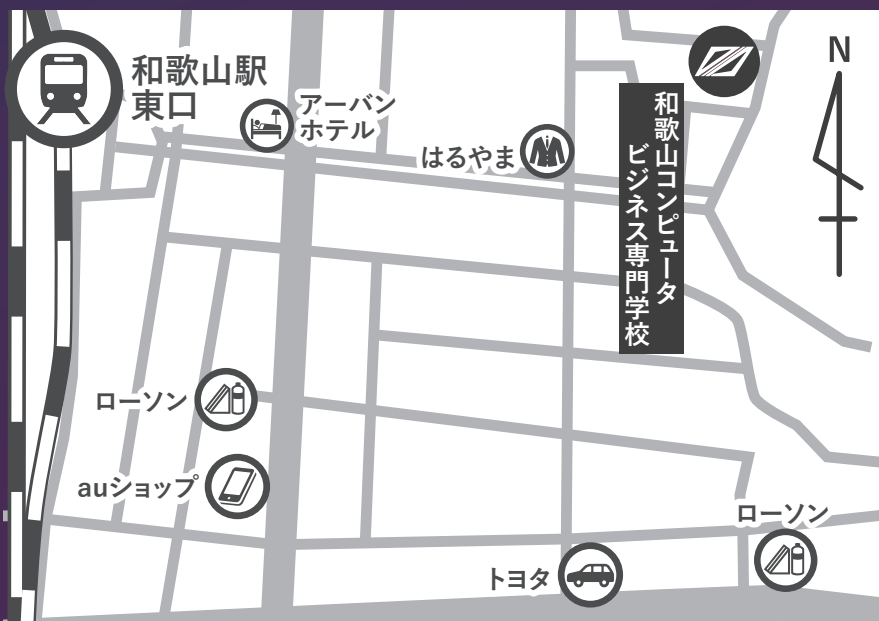 和歌山駅
東口
アーバン
ホテル
はるやま
和歌山コンピュータ
ビジネス専門学校
N
ローソン
auショップ
ローソン
トヨタ